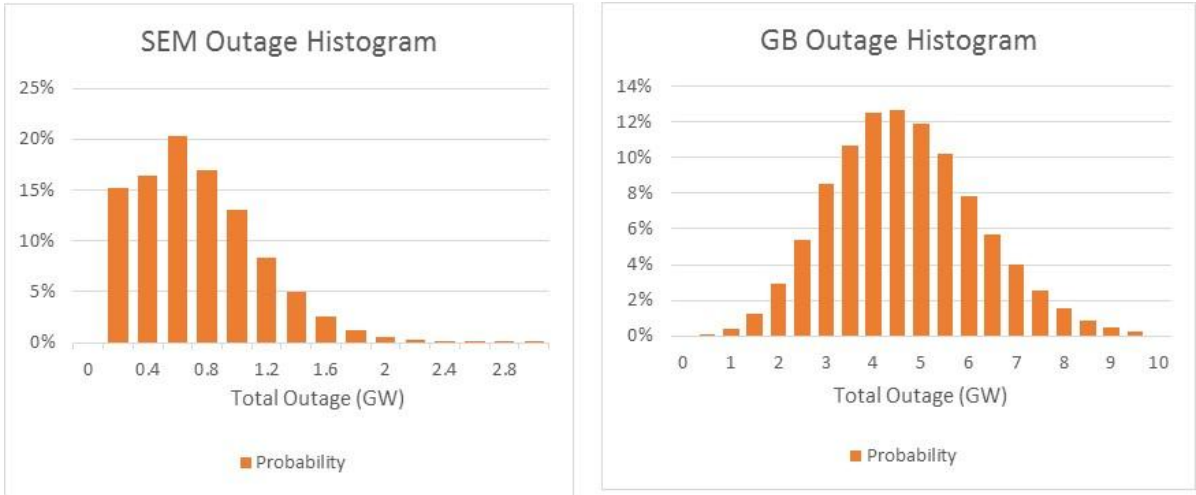 SEM Outage Histogram
25%
20%
15%
10%
5%
0%
0 0.4 0.8 1.2 1.6 2 2.4 2.8
Total Outage (GW)
Probability
GB Outage Histogram
14%
12%
10%
8%
6%
4%
2%
0%
0 1 2 3 4 5 6 7 8 9 10
Total Outage (GW)
Probability